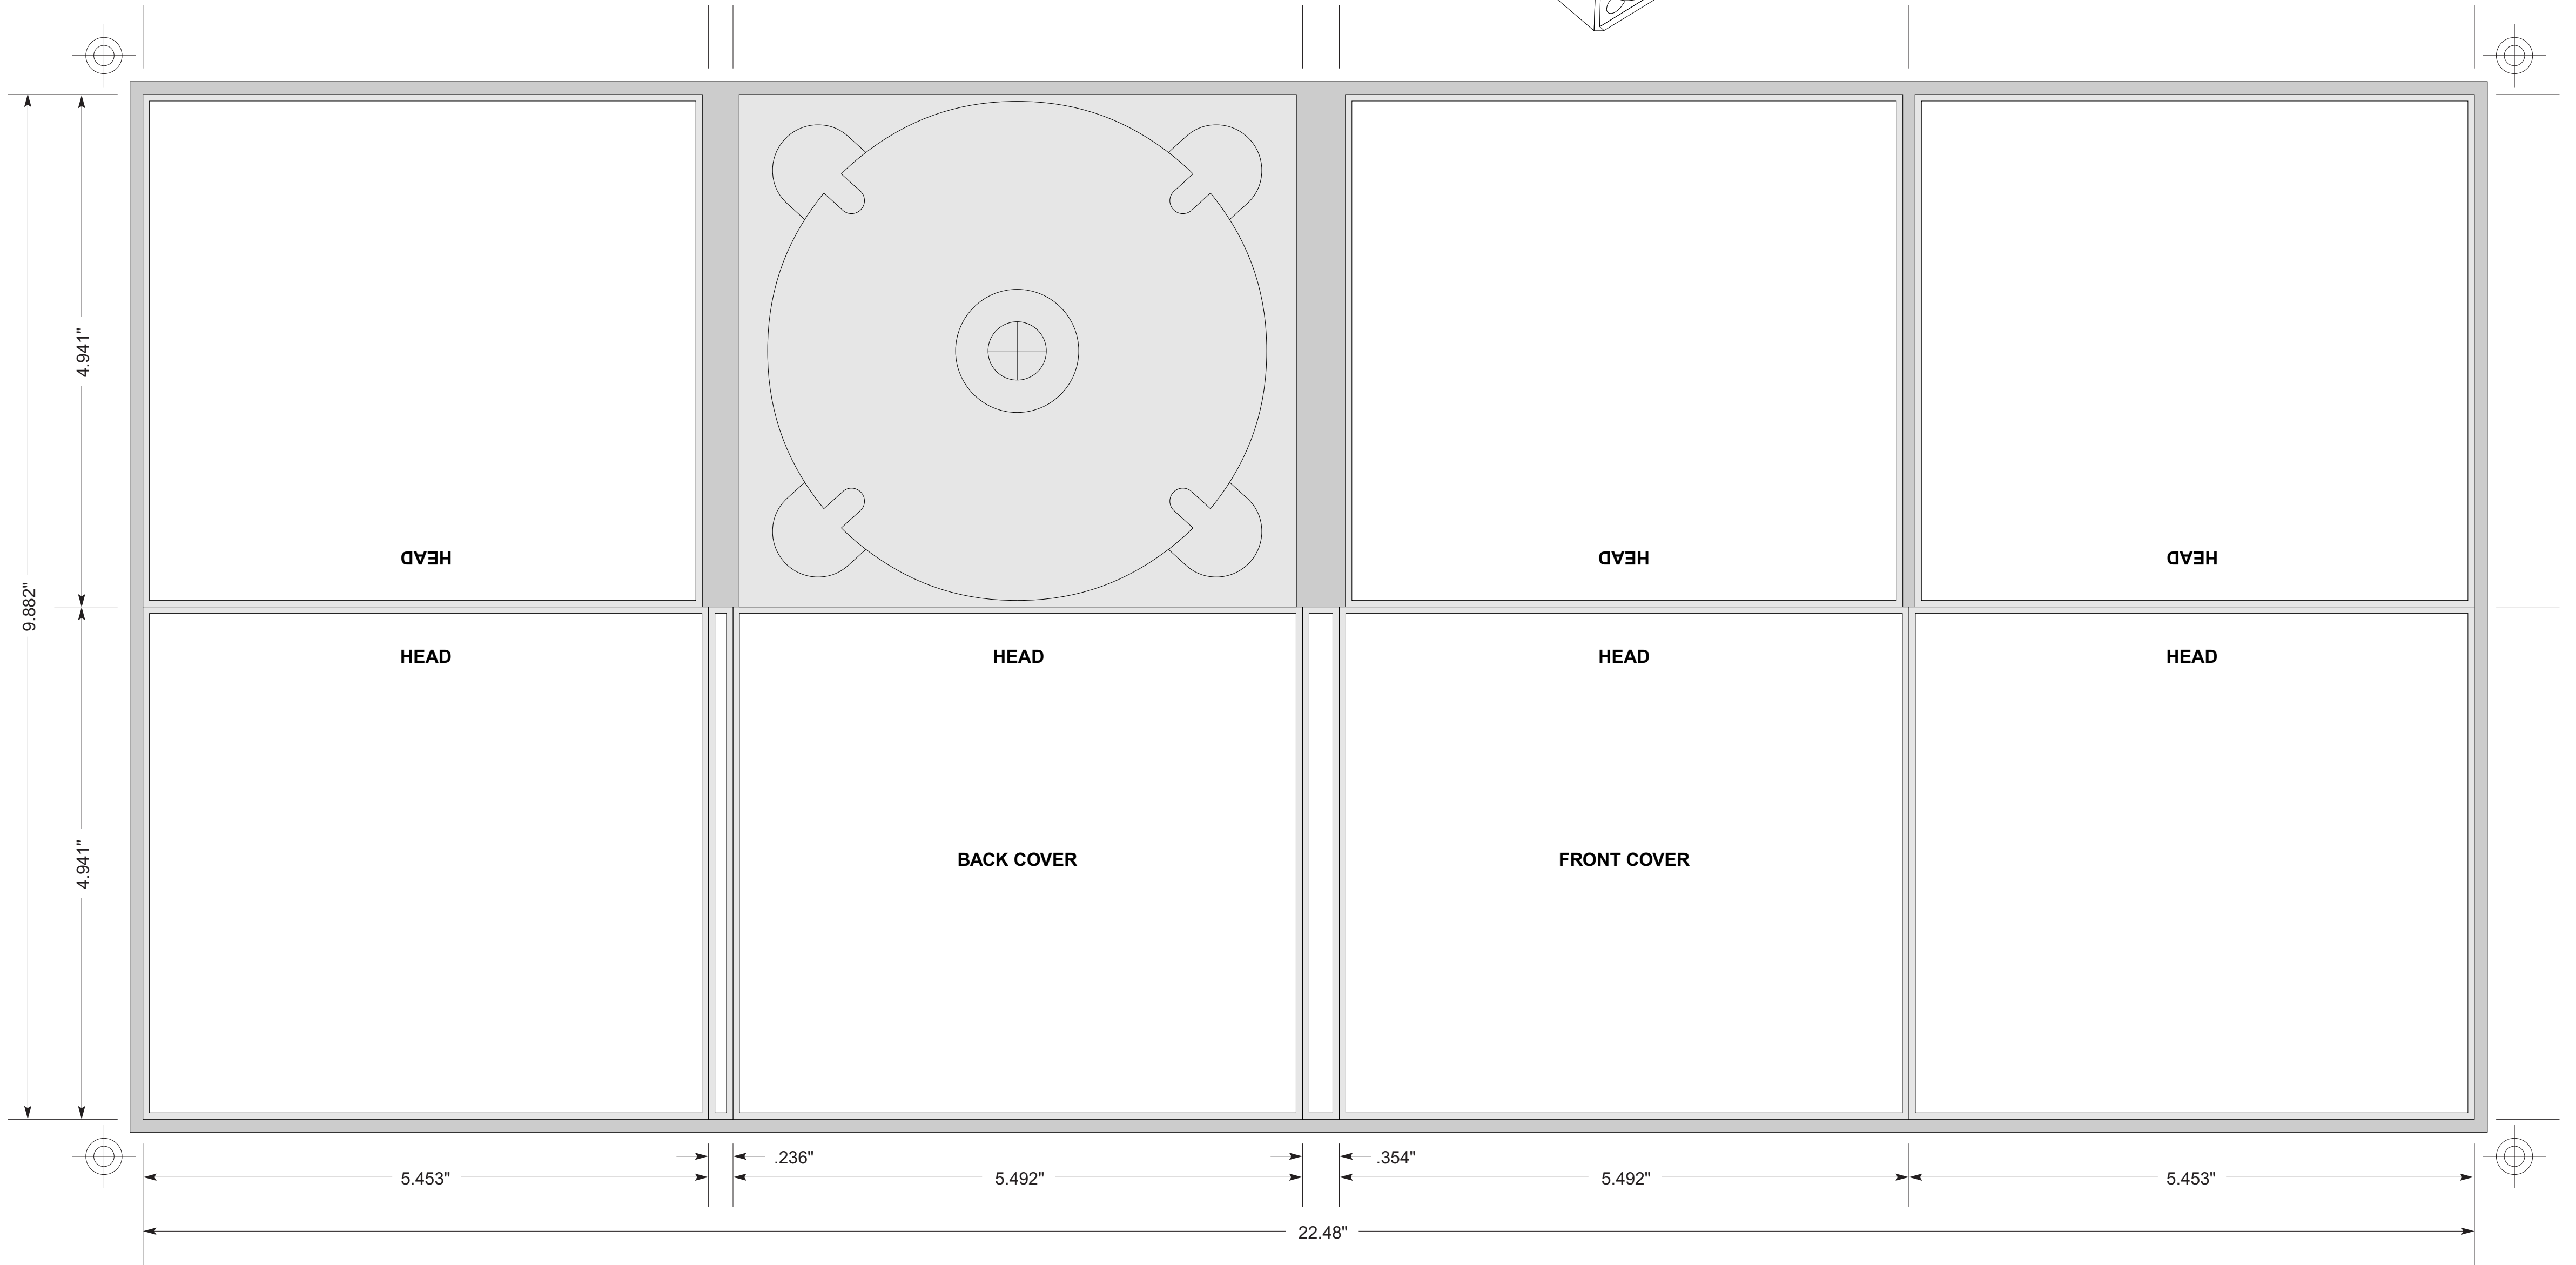 4.941"
HEAD
HEAD
HEAD
9.882"
HEAD
HEAD
HEAD
HEAD
4.941"
BACK COVER
FRONT COVER
.236"
.354"
5.453"
5.492"
5.492"
5.453"
22.48"